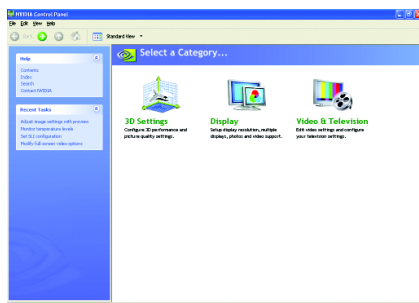 NVIDIA Control Panel
File Edit View Help
Back
Standard View
Select a Category...
Help
Contents
Index
Search
Contact NVIDIA
Recent Tasks
Adjust image settings with preview
Monitor temperature levels
Set SLI configuration
Modify full-screen video options
3D Settings
Configure 3D performance and
picture quality settings.
Display
Setup display resolution, multiple
displays, photos and video support.
Video & Television
Edit video settings and configure
your television settings.